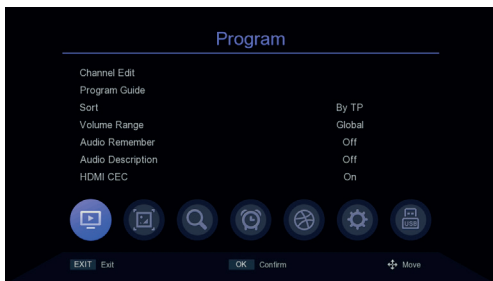 Program
Channel Edit
Program Guide
Sort By TP
Volume Range Global
Audio Remember Off
Audio Description Off
HDMI CEC On
USB
EXIT Exit OK Confirm Move